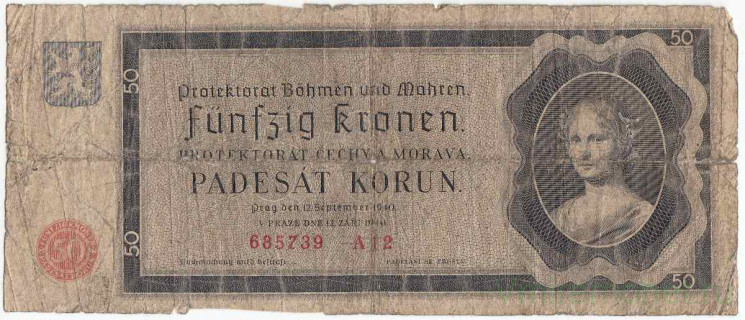 50
50
Protektorat Böhmen und Mähren.
Fünfzig Kronen.
PROTEKTORÁT ČECHY A MORAVA.
PADESÁT KORUN.
Prag den 12. September 1940.
V PRAZE DNE 12. ZÁŘÍ 1940.
685739 A12
50
50